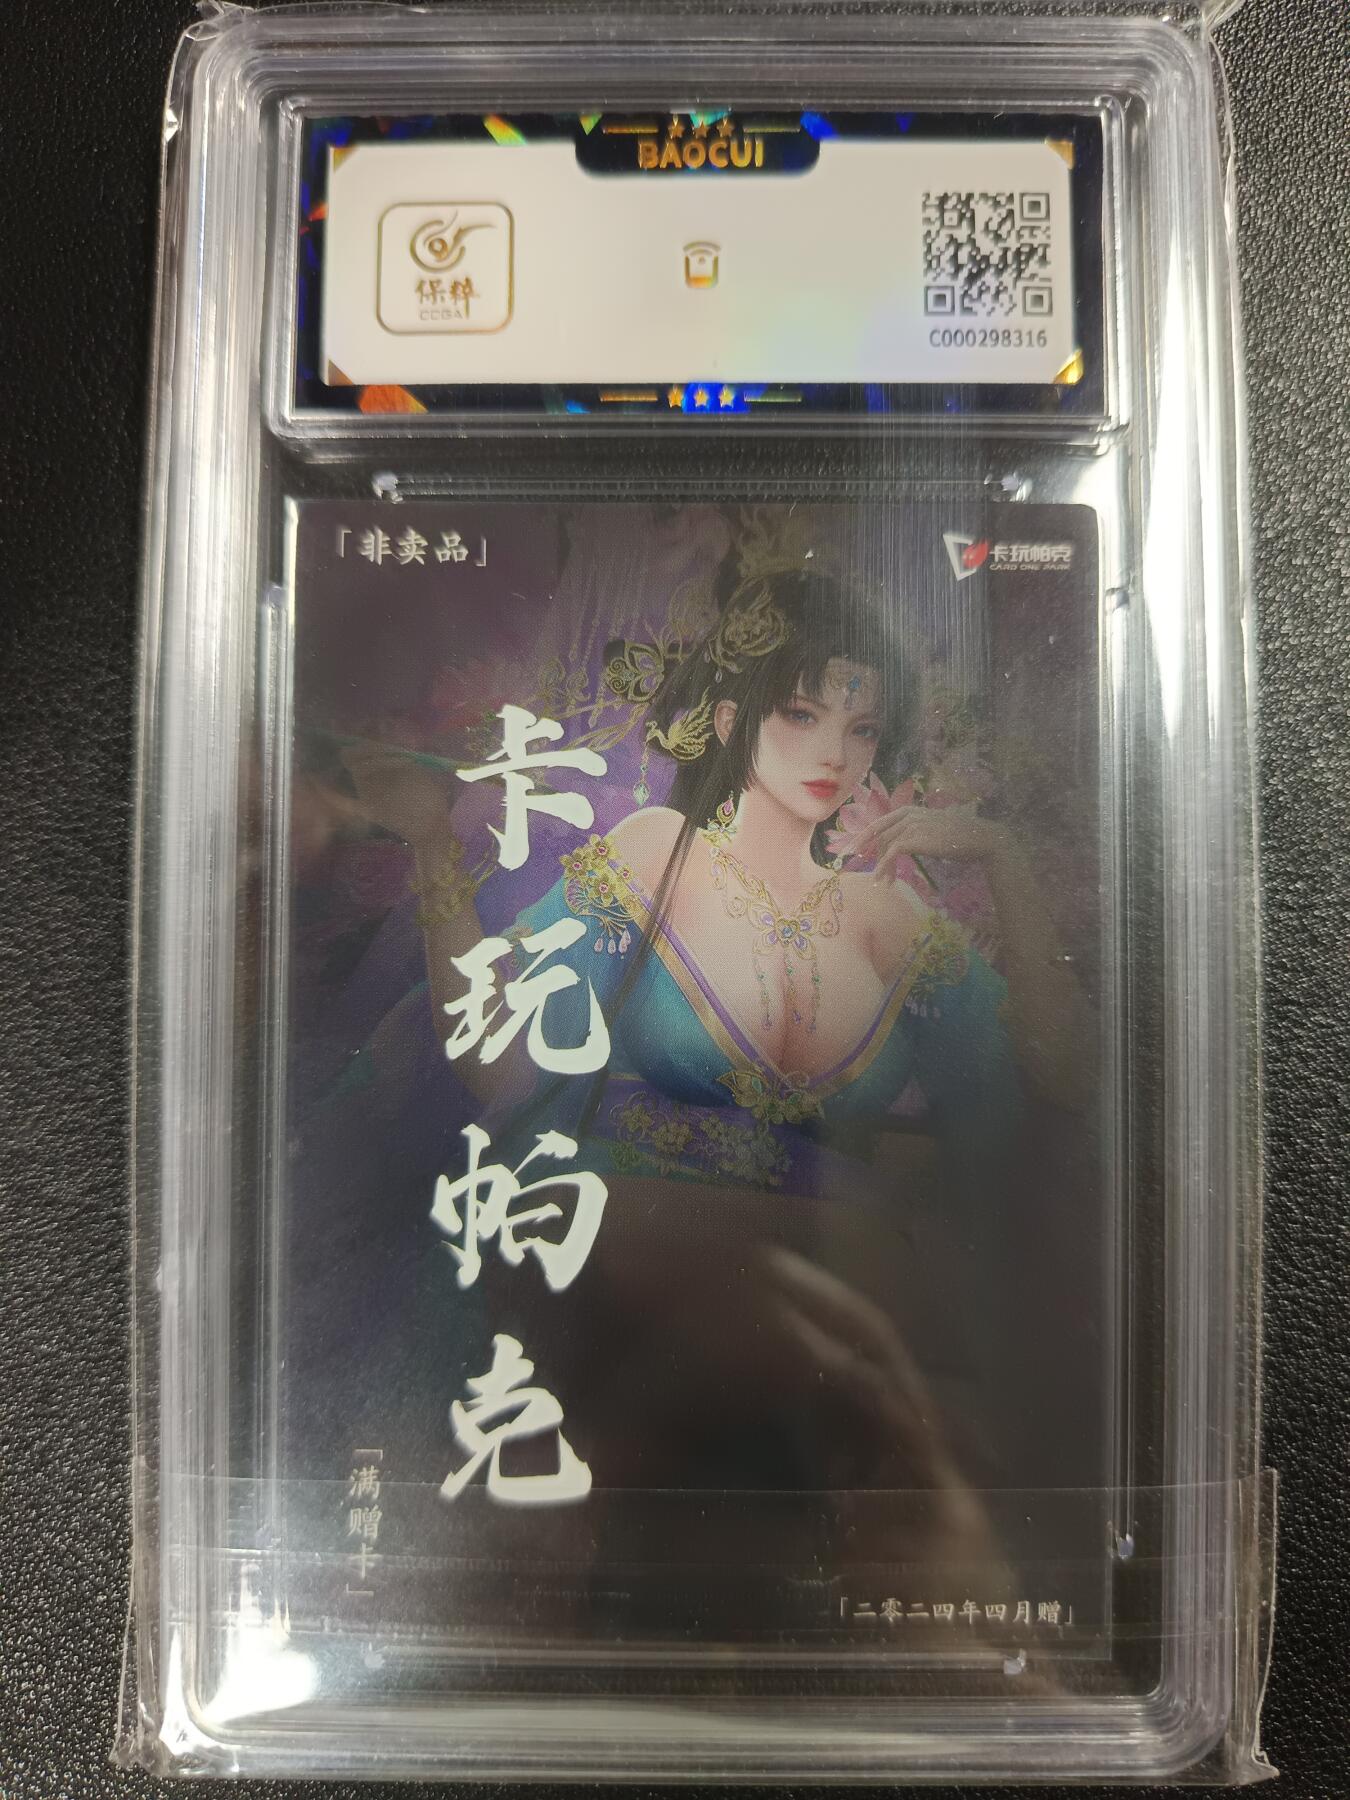 BAOCUI
保粹
CCGA
C000298316
「非卖品」
卡玩帕克
CARD ONE PARK
卡玩帕克
「满赠卡」
「二零二四年四月赠」